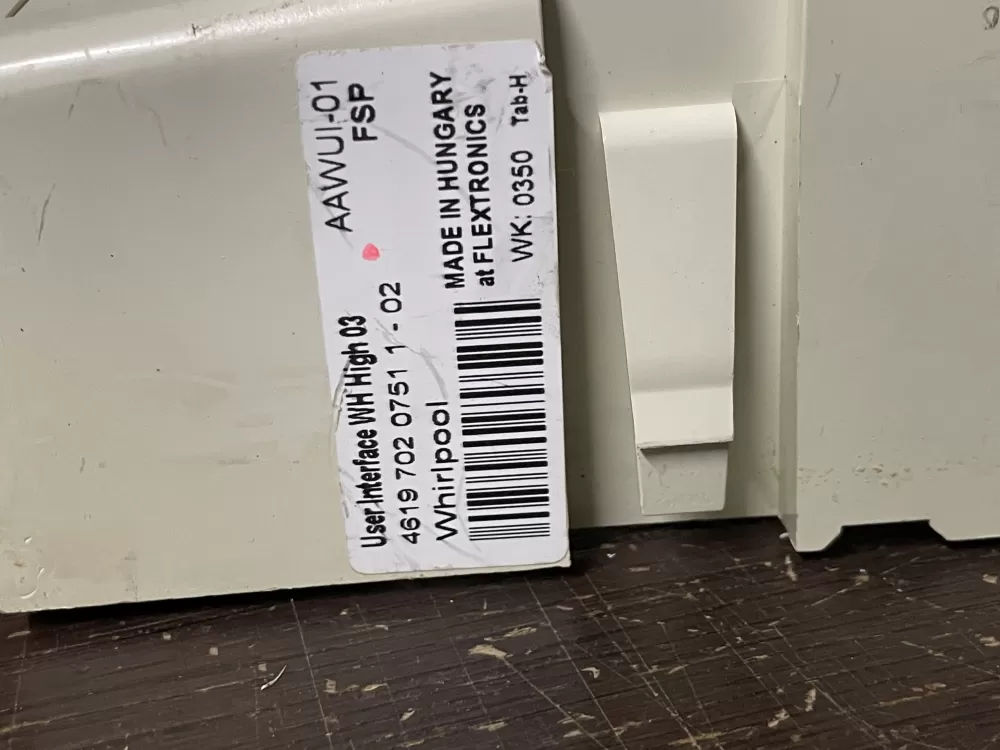 AAWUI-01
FSP
User Interface WH High 03
4619 702 0751 1 - 02
Whirlpool
MADE IN HUNGARY
at FLEXTRONICS
WK: 0350 Tab-H